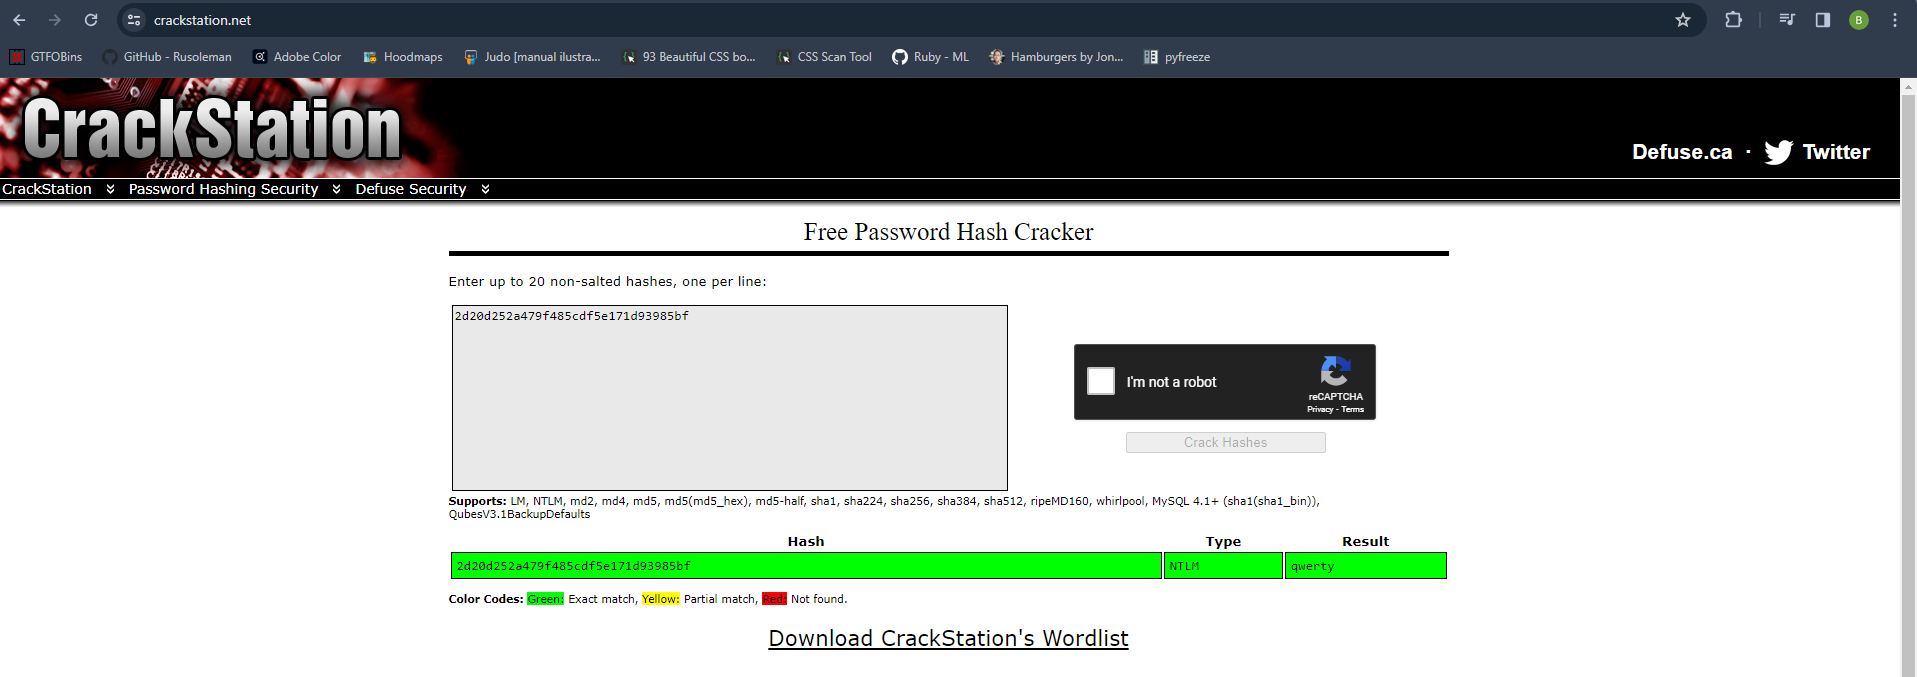 crackstation.net
B
GTFOBins GitHub - Rusoleman Adobe Color Hoodmaps Judo [manual ilustra... 93 Beautiful CSS bo... CSS Scan Tool Ruby - ML Hamburgers by Jon... pyfreeze
CrackStation
Defuse.ca · Twitter
CrackStation Password Hashing Security Defuse Security
Free Password Hash Cracker
Enter up to 20 non-salted hashes, one per line:
2d20d252a479f485cdf5e171d93985bf
I'm not a robot
reCAPTCHA
Privacy - Terms
Crack Hashes
Supports: LM, NTLM, md2, md4, md5, md5(md5_hex), md5-half, sha1, sha224, sha256, sha384, sha512, ripeMD160, whirlpool, MySQL 4.1+ (sha1(sha1_bin)),
QubesV3.1BackupDefaults
Hash Type Result
2d20d252a479f485cdf5e171d93985bf NTLM qwerty
Color Codes: Green: Exact match, Yellow: Partial match, Red: Not found.
Download CrackStation's Wordlist